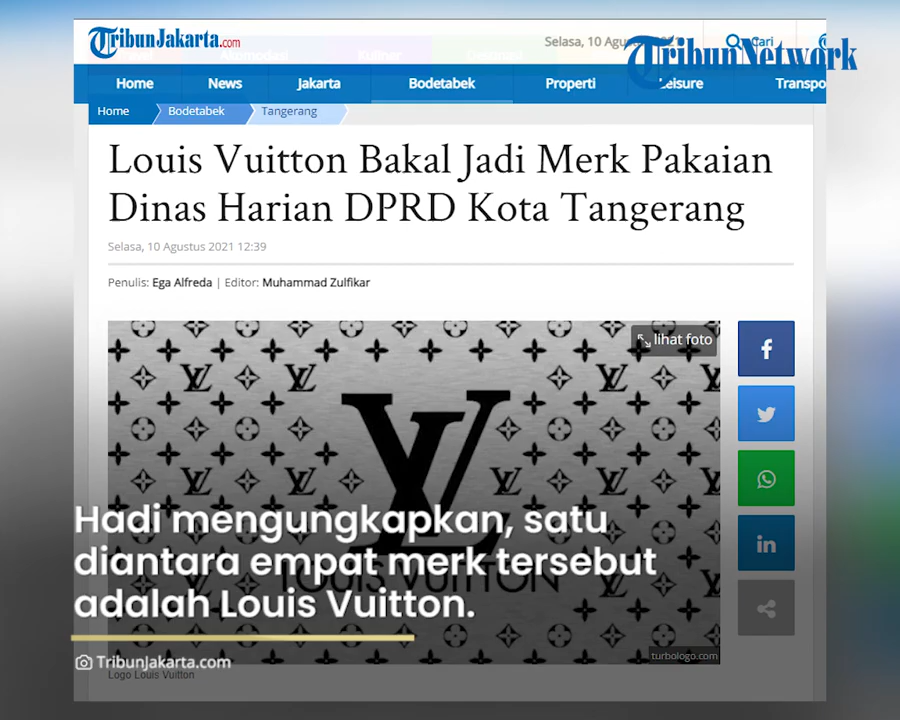 TribunJakarta.com
Selasa, 10
Cari
TribunNetwork
Home News Jakarta Bodetabek Properti Leisure Transpo
Home Bodetabek Tangerang
Louis Vuitton Bakal Jadi Merk Pakaian
Dinas Harian DPRD Kota Tangerang
Selasa, 10 Agustus 2021 12:39
Penulis: Ega Alfreda | Editor: Muhammad Zulfikar
lihat foto
LV
LOUIS VUITTON
Hadi mengungkapkan, satu
diantara empat merk tersebut
adalah Louis Vuitton.
turbologo.com
TribunJakarta.com
Logo Louis Vuitton